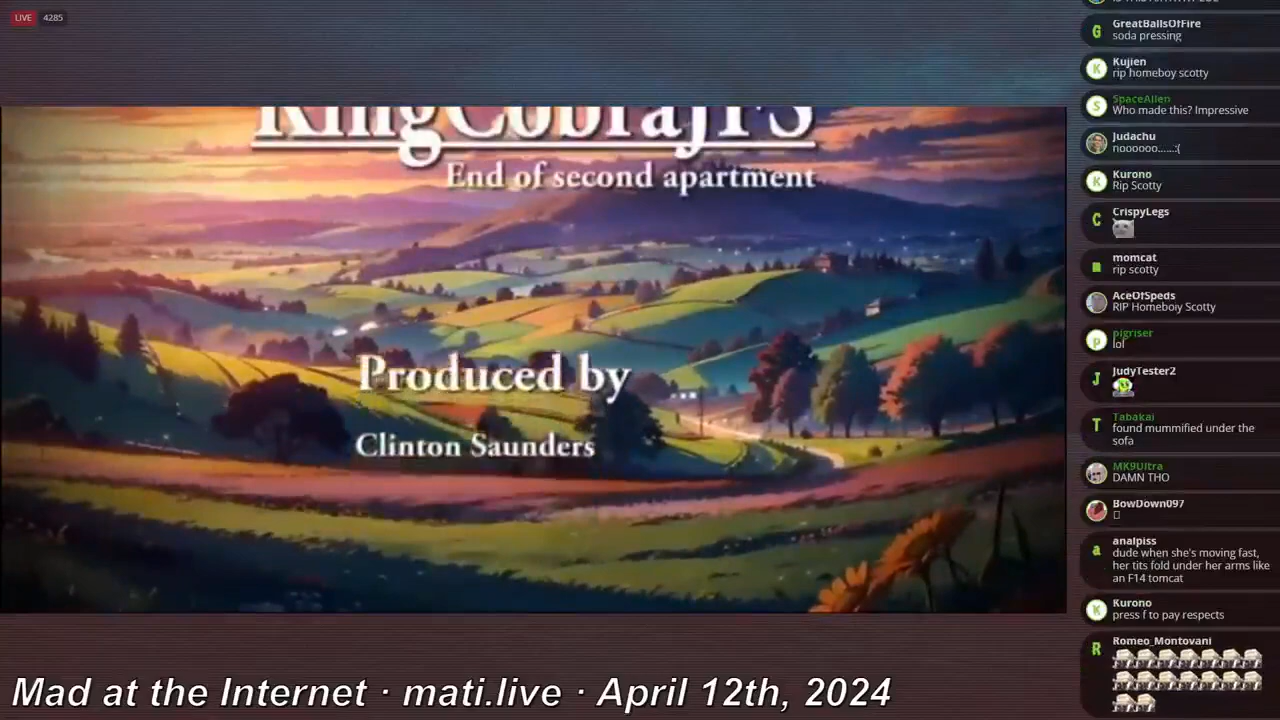 LIVE 4285
KingCobraJFS
End of second apartment
Produced by
Clinton Saunders
GreatBallsOfFire
soda pressing
Kujien
rip homeboy scotty
SpaceAlien
Who made this? Impressive
Judachu
noooooo......:(
Kurono
Rip Scotty
CrispyLegs
momcat
rip scotty
AceOfSpeds
RIP Homeboiy Scotty
pigriser
lol
JudyTester2
Tabakai
found mummified under the
sofa
MK9Ultra
DAMN THO
BowDown097
analpiss
dude when she's moving fast,
her tits fold under her arms like
an F14 tomcat
Kurono
press f to pay respects
Romeo_Montovani
Mad at the Internet · mati.live · April 12th, 2024